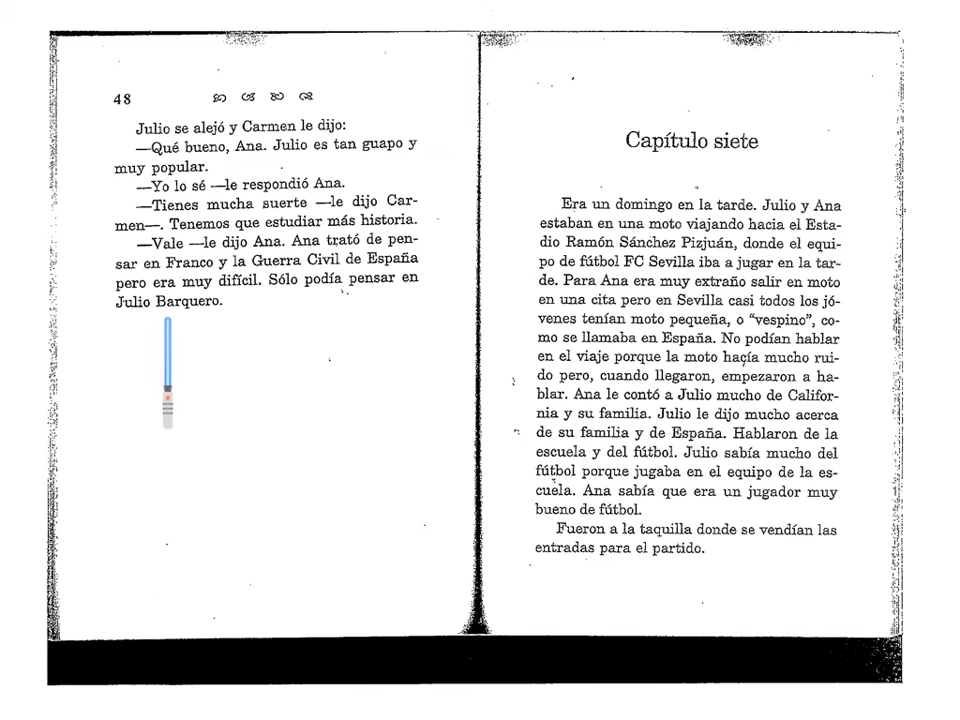 48
Julio se alejó y Carmen le dijo:
—Qué bueno, Ana. Julio es tan guapo y
muy popular.
—Yo lo sé —le respondió Ana.
—Tienes mucha suerte —le dijo Car-
men—. Tenemos que estudiar más historia.
—Vale —le dijo Ana. Ana trató de pen-
sar en Franco y la Guerra Civil de España
pero era muy difícil. Sólo podía pensar en
Julio Barquero.
Capítulo siete
Era un domingo en la tarde. Julio y Ana
estaban en una moto viajando hacia el Esta-
dio Ramón Sánchez Pizjuán, donde el equi-
po de fútbol FC Sevilla iba a jugar en la tar-
de. Para Ana era muy extraño salir en moto
en una cita pero en Sevilla casi todos los jó-
venes tenían moto pequeña, o "vespino", co-
mo se llamaba en España. No podían hablar
en el viaje porque la moto hacía mucho rui-
do pero, cuando llegaron, empezaron a ha-
blar. Ana le contó a Julio mucho de Califor-
nia y su familia. Julio le dijo mucho acerca
de su familia y de España. Hablaron de la
escuela y del fútbol. Julio sabía mucho del
fútbol porque jugaba en el equipo de la es-
cuela. Ana sabía que era un jugador muy
bueno de fútbol.
Fueron a la taquilla donde se vendían las
entradas para el partido.